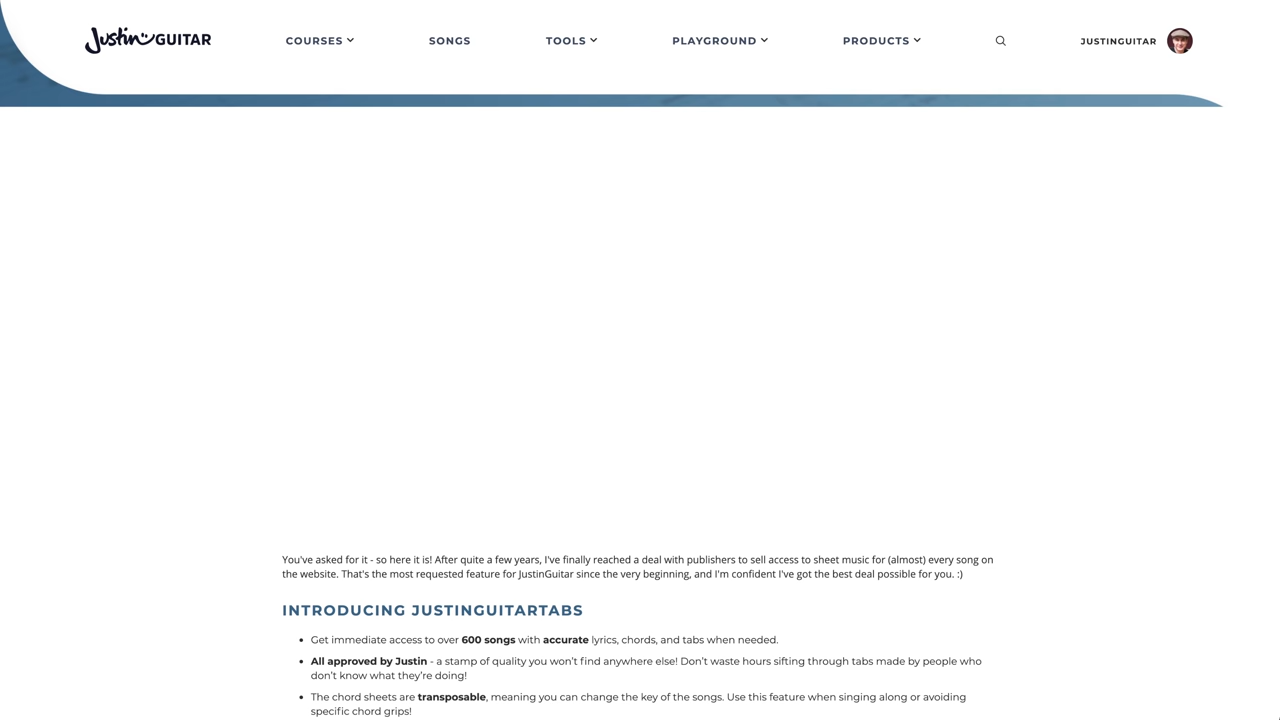 Justin GUITAR COURSES SONGS TOOLS PLAYGROUND PRODUCTS JUSTINGUITAR
You've asked for it - so here it is! After quite a few years, I've finally reached a deal with publishers to sell access to sheet music for (almost) every song on
the website. That's the most requested feature for JustinGuitar since the very beginning, and I'm confident I've got the best deal possible for you. :)
INTRODUCING JUSTINGUITARTABS
• Get immediate access to over 600 songs with accurate lyrics, chords, and tabs when needed.
• All approved by Justin - a stamp of quality you won't find anywhere else! Don't waste hours sifting through tabs made by people who
don't know what they're doing!
• The chord sheets are transposable, meaning you can change the key of the songs. Use this feature when singing along or avoiding
specific chord grips!